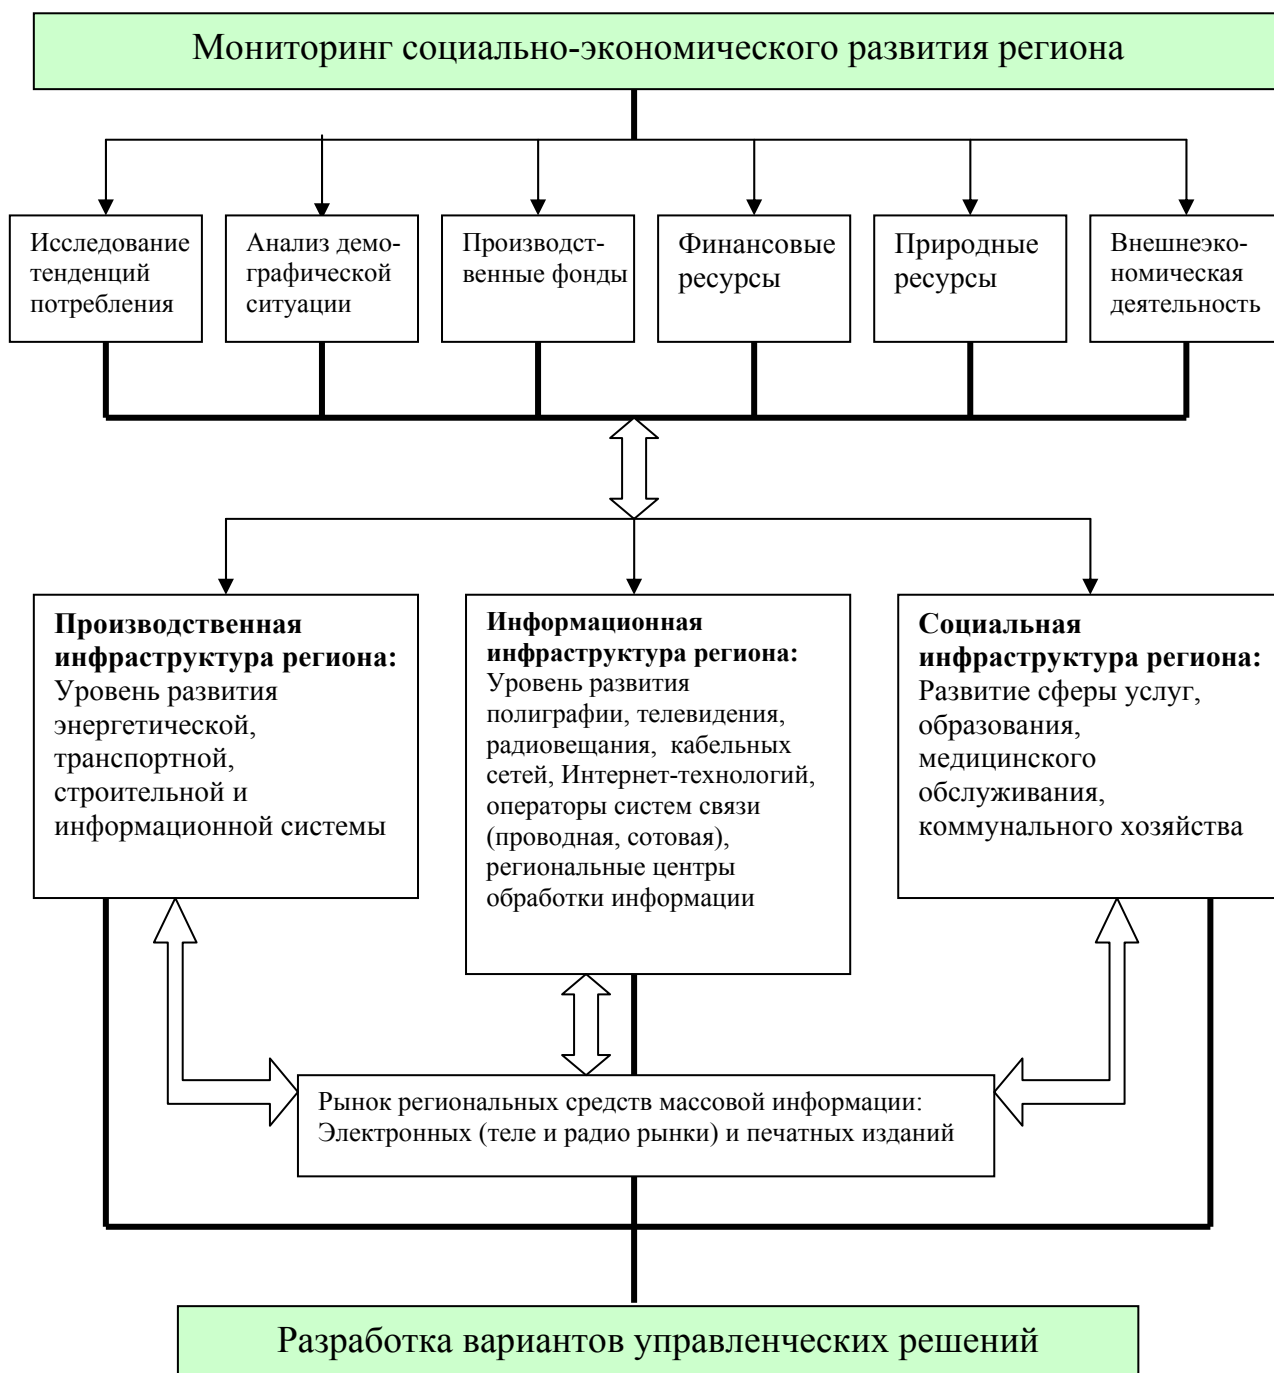 Мониторинг социально-экономического развития региона
Исследование
тенденций
потребления
Анализ демо-
графической
ситуации
Производст-
венные фонды
Финансовые
ресурсы
Природные
ресурсы
Внешнеэко-
номическая
деятельность
Производственная
инфраструктура региона:
Уровень развития
энергетической,
транспортной,
строительной и
информационной системы
Информационная
инфраструктура региона:
Уровень развития
полиграфии, телевидения,
радиовещания, кабельных
сетей, Интернет-технологий,
операторы систем связи
(проводная, сотовая),
региональные центры
обработки информации
Социальная
инфраструктура региона:
Развитие сферы услуг,
образования,
медицинского
обслуживания,
коммунального хозяйства
Рынок региональных средств массовой информации:
Электронных (теле и радио рынки) и печатных изданий
Разработка вариантов управленческих решений